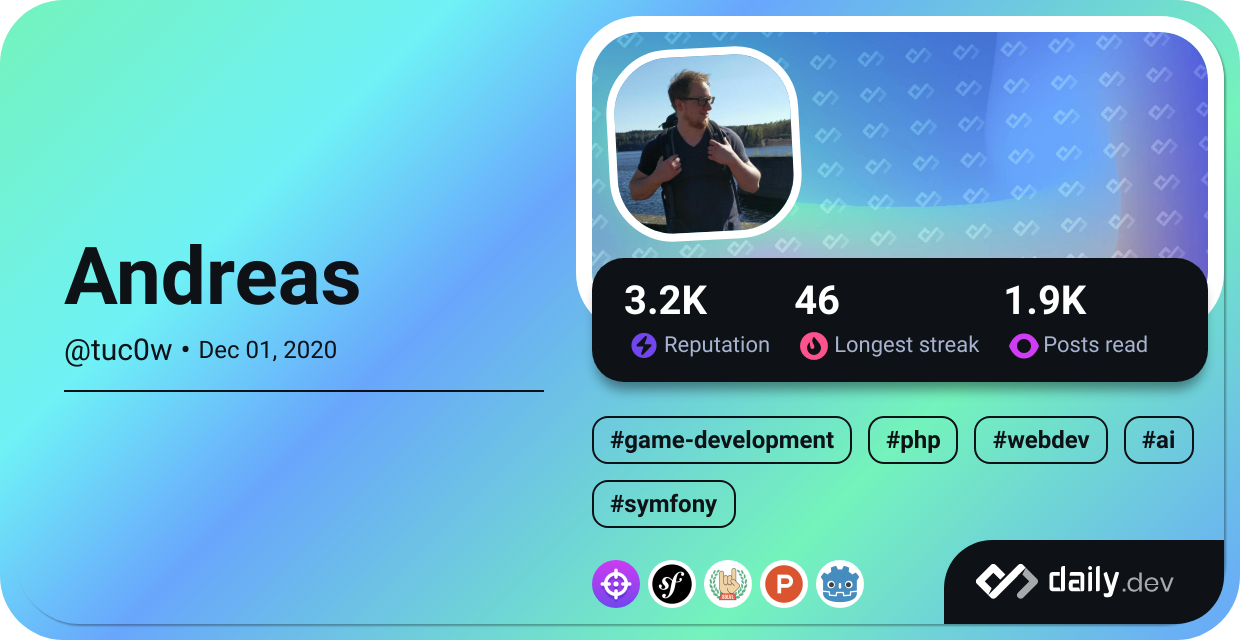 Andreas
@tuc0w • Dec 01, 2020
3.2K 46 1.9K
Reputation Longest streak Posts read
#game-development #php #webdev #ai
#symfony
sf P
daily.dev